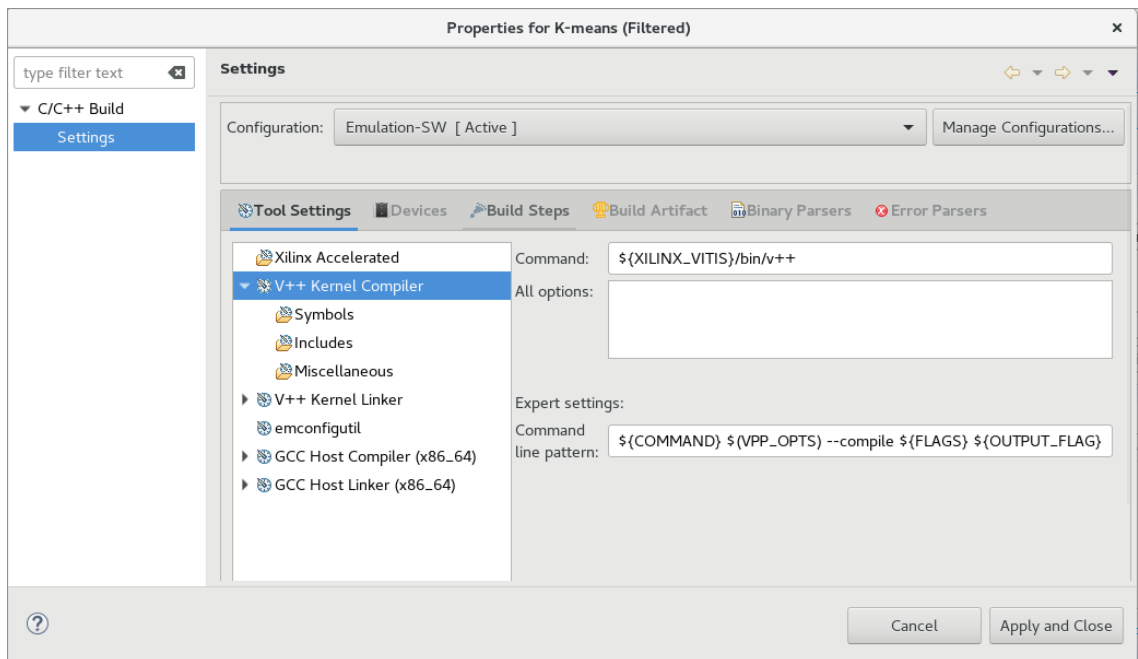 Properties for K-means (Filtered)
type filter text
C/C++ Build
Settings
Settings
Configuration: Emulation-SW [ Active ] Manage Configurations...
Tool Settings Devices Build Steps Build Artifact Binary Parsers Error Parsers
Xilinx Accelerated
V++ Kernel Compiler
Symbols
Includes
Miscellaneous
V++ Kernel Linker
emconfigutil
GCC Host Compiler (x86_64)
GCC Host Linker (x86_64)
Command: ${XILINX_VITIS}/bin/v++
All options:
Expert settings:
Command
line pattern: ${COMMAND} $(VPP_OPTS) --compile ${FLAGS} ${OUTPUT_FLAG}
Cancel Apply and Close